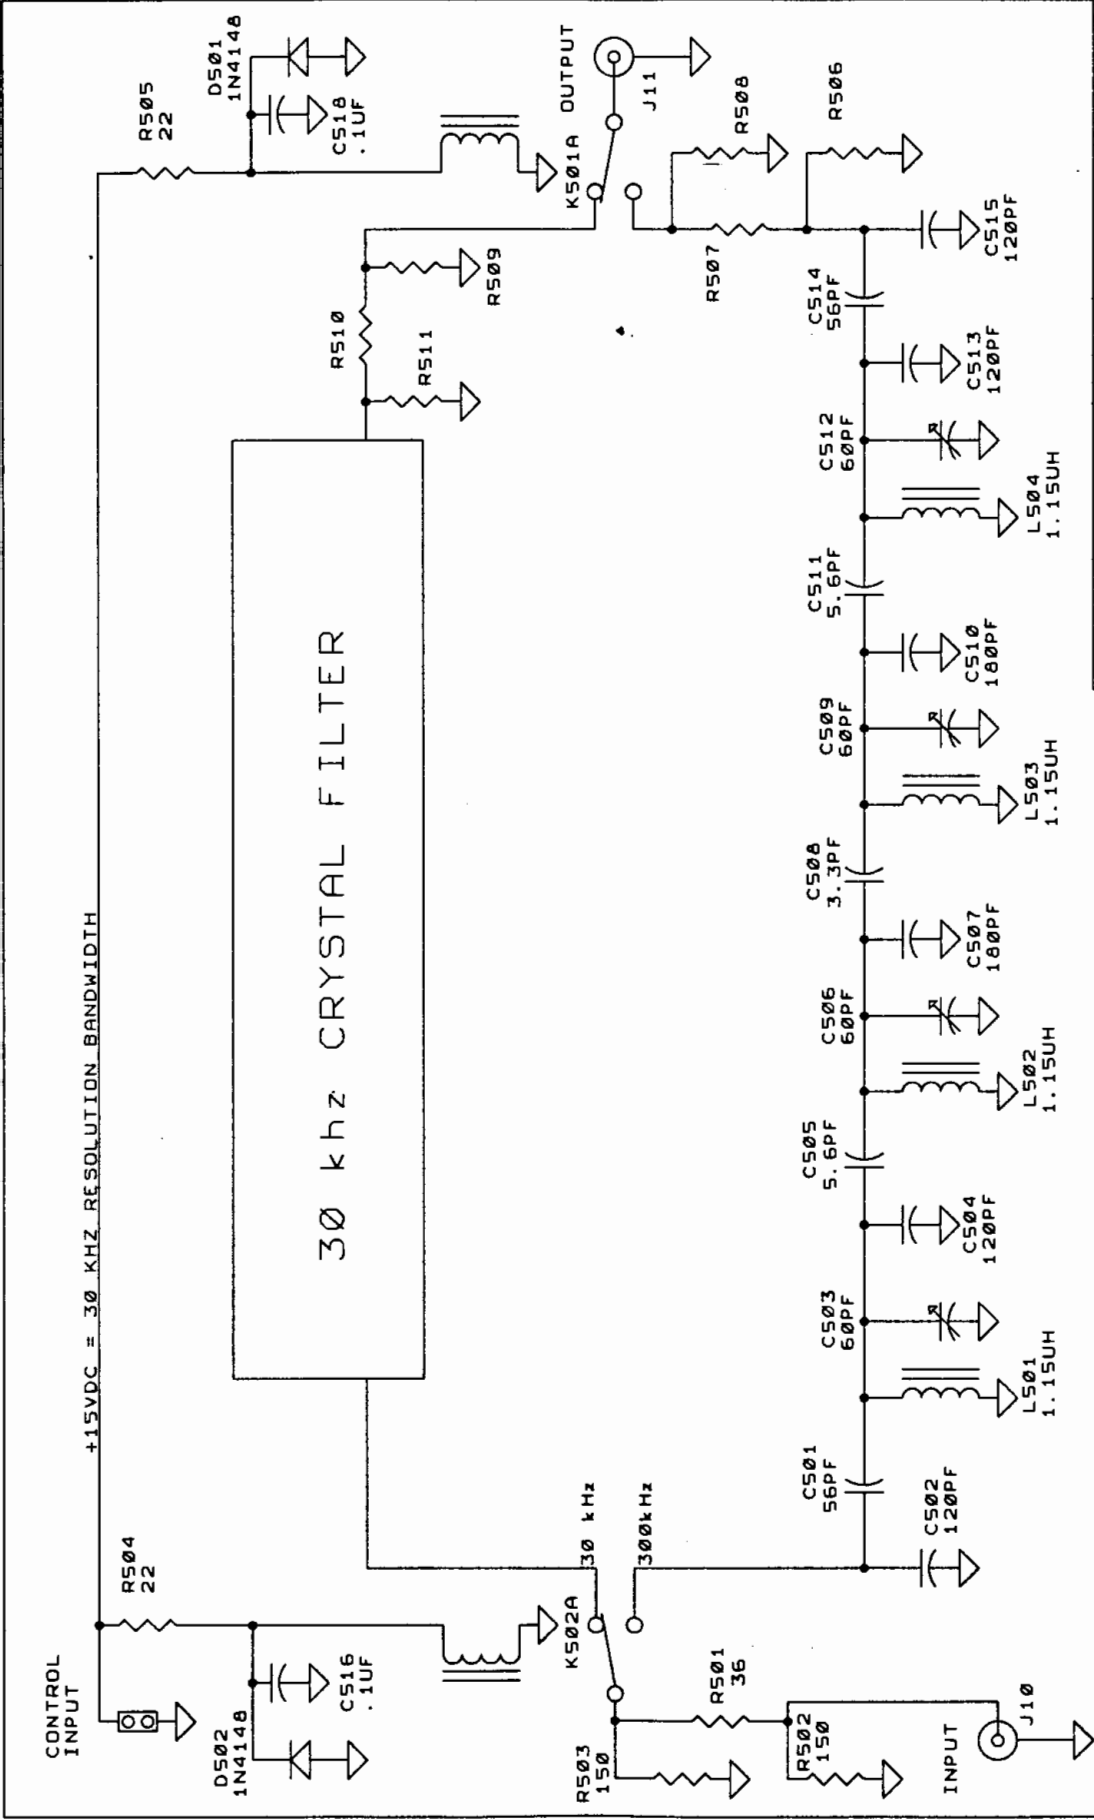 CONTROL
INPUT
+15VDC = 30 KHZ RESOLUTION BANDWIDTH
R504
22
R505
22
D502
1N4148
C516
.1UF
D501
1N4148
C518
.1UF
30 khz CRYSTAL FILTER
R510
R511
R509
K502A
30 kHz
300kHz
K501A
OUTPUT
J11
R503
150
R501
36
R502
150
INPUT
J10
R507
R508
R506
C501
56PF
C502
120PF
L501
1.15UH
C503
60PF
C504
120PF
C505
5.6PF
L502
1.15UH
C506
60PF
C507
180PF
C508
3.3PF
L503
1.15UH
C509
60PF
C510
180PF
C511
5.6PF
L504
1.15UH
C512
60PF
C513
120PF
C514
56PF
C515
120PF